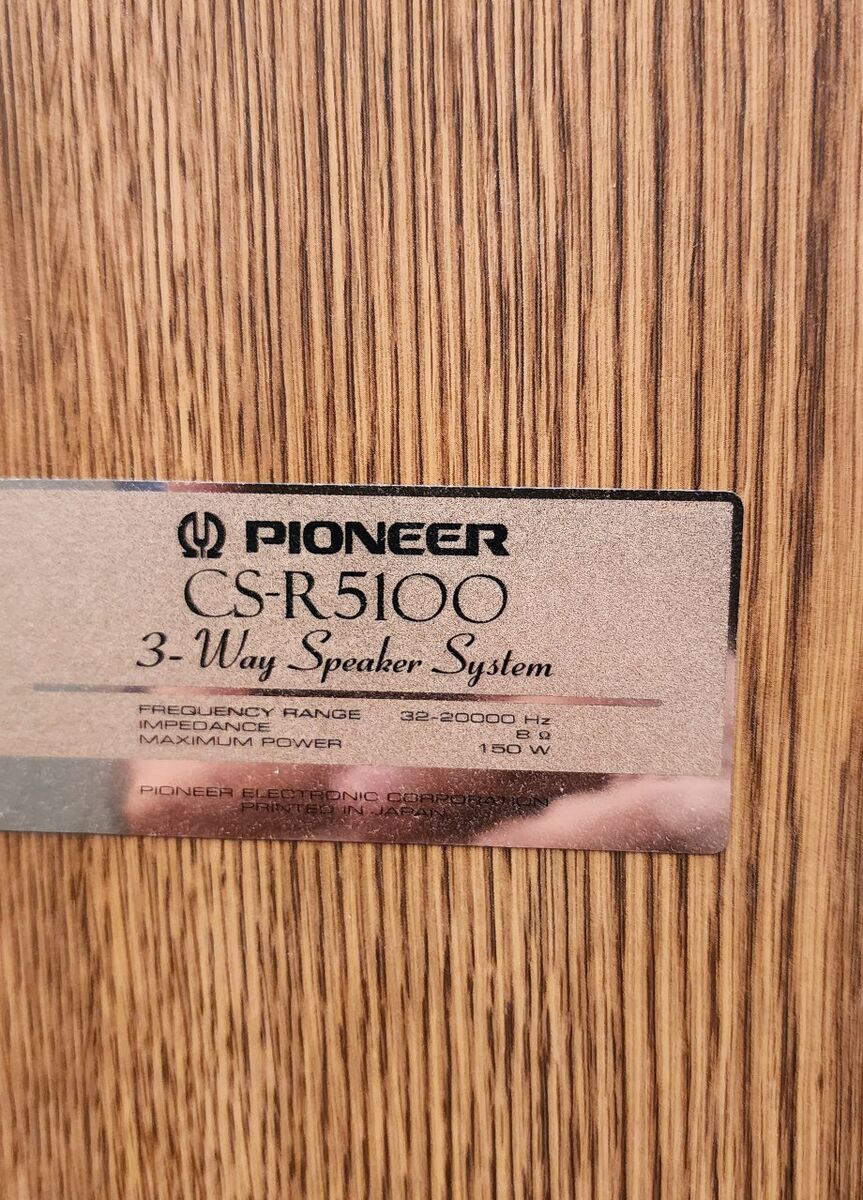 PIONEER
CS-R5100
3-Way Speaker System
FREQUENCY RANGE 32-20000 Hz
IMPEDANCE 8 Ω
MAXIMUM POWER 150 W
PIONEER ELECTRONIC CORPORATION
PRINTED IN JAPAN